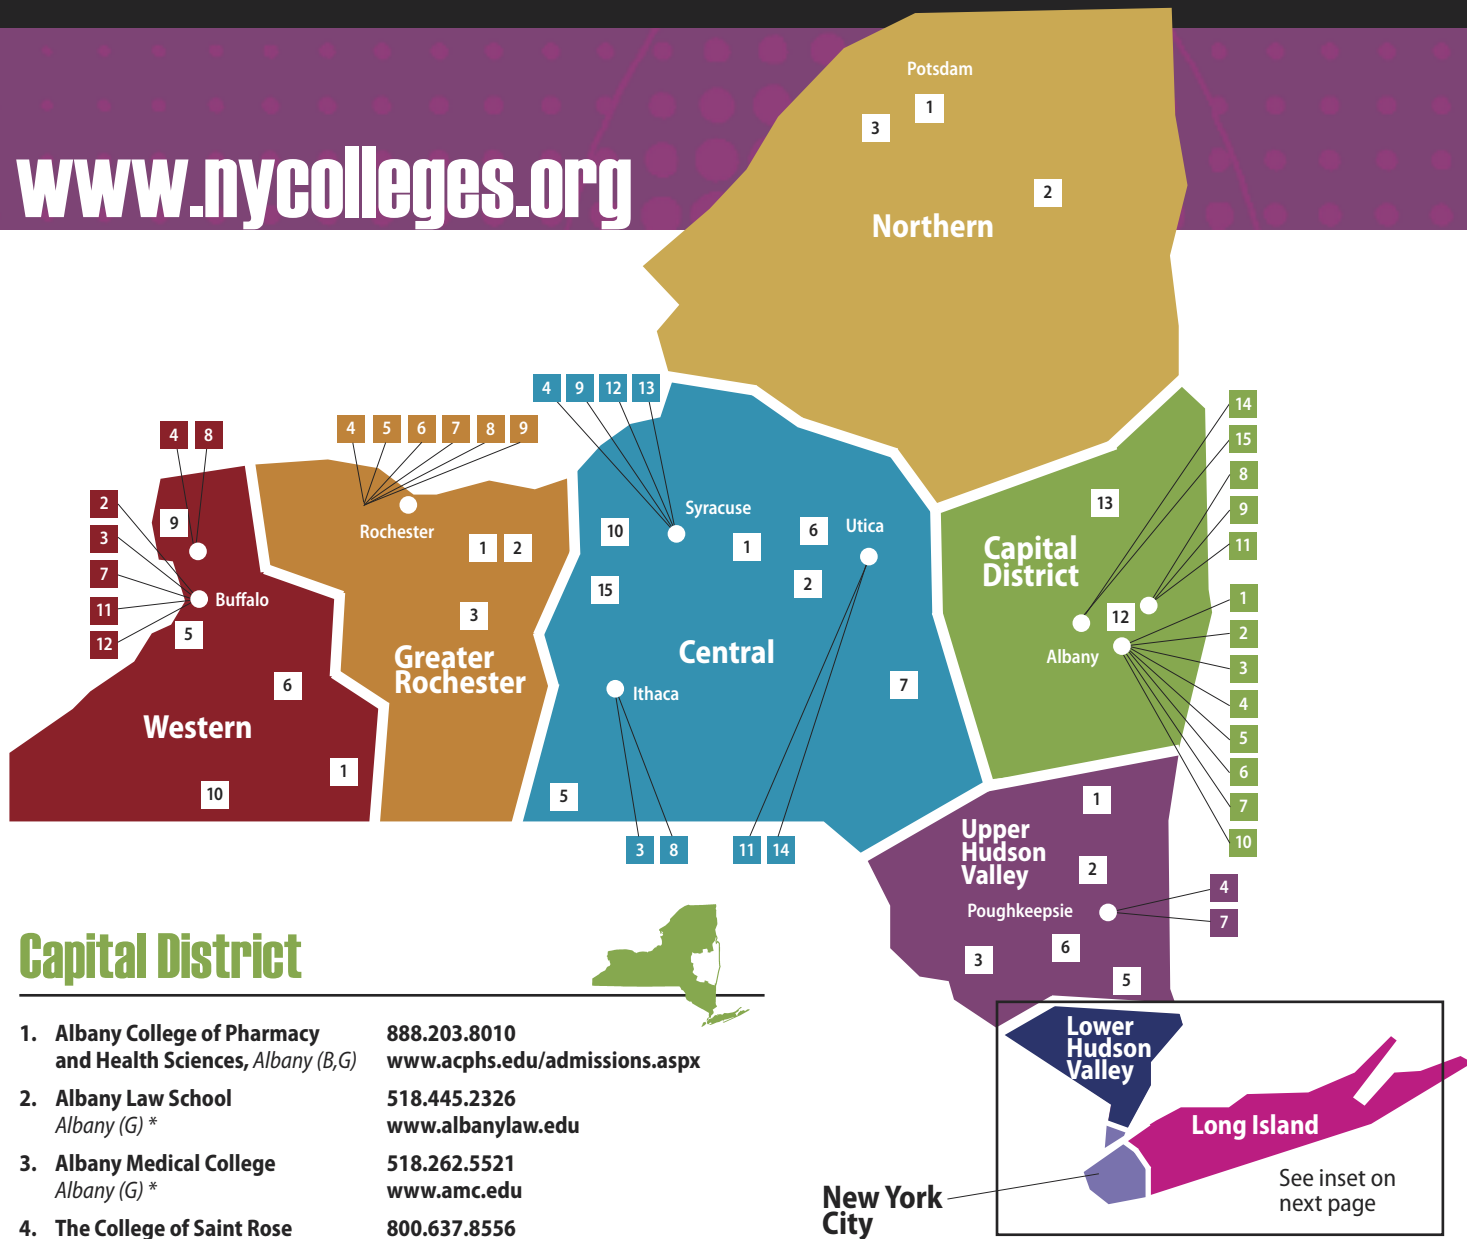 www.nycolleges.org
Potsdam
1
3
2
Northern
4 9 12 13
4 5 6 7 8 9
4 8
2
3
7
11
12
9
Buffalo
5
6
Western
1
10
Rochester
1 2
3
Greater
Rochester
Syracuse
10
1
6
Utica
15
2
Central
7
Ithaca
5
3 8
11 14
14
15
8
9
11
13
Capital
District
12
Albany
1
2
3
4
5
6
7
10
1
Upper
Hudson
Valley
2
Poughkeepsie
4
7
6
3
5
Lower
Hudson
Valley
Long Island
New York
City
See inset on
next page
Capital District
1. Albany College of Pharmacy 888.203.8010
and Health Sciences, Albany (B,G) www.acphs.edu/admissions.aspx
2. Albany Law School 518.445.2326
Albany (G) * www.albanylaw.edu
3. Albany Medical College 518.262.5521
Albany (G) * www.amc.edu
4. The College of Saint Rose 800.637.8556